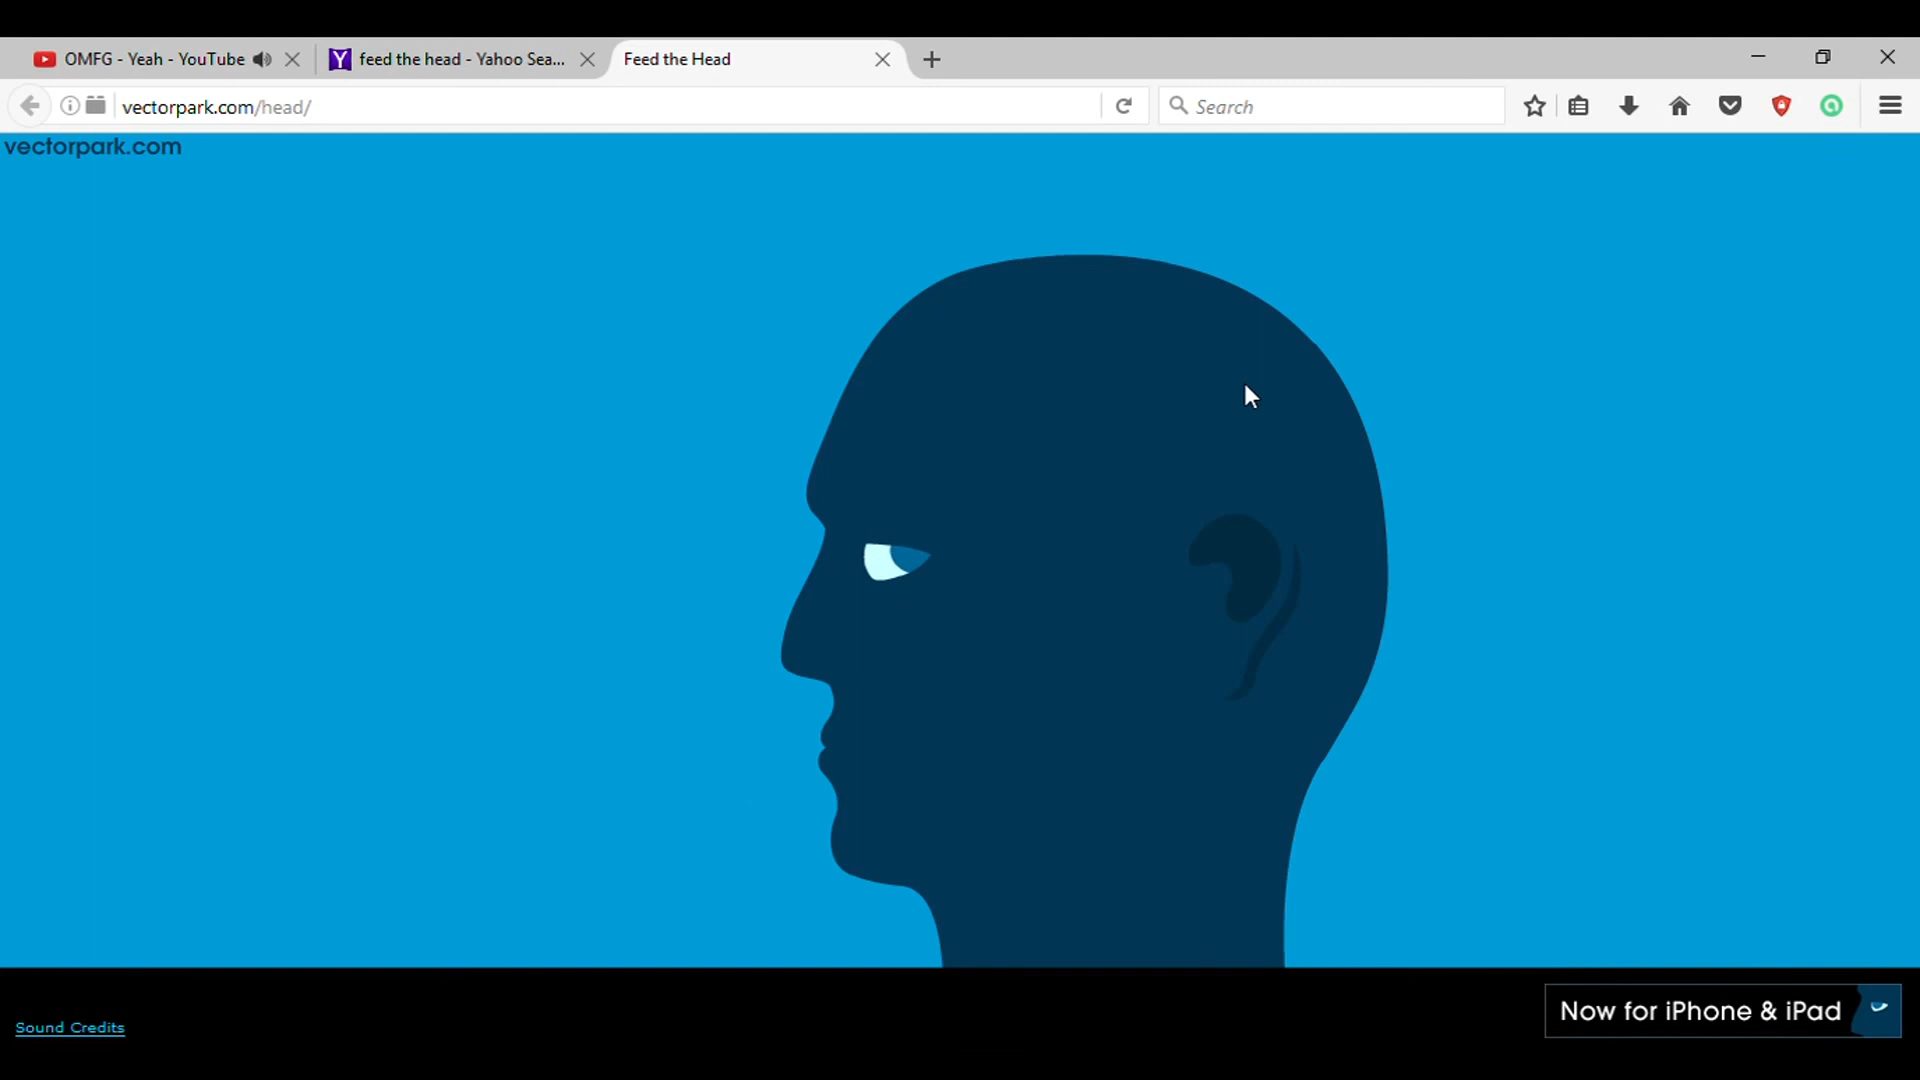 OMFG - Yeah - YouTube
feed the head - Yahoo Sea...
Feed the Head
vectorpark.com/head/
Search
vectorpark.com
Sound Credits
Now for iPhone & iPad